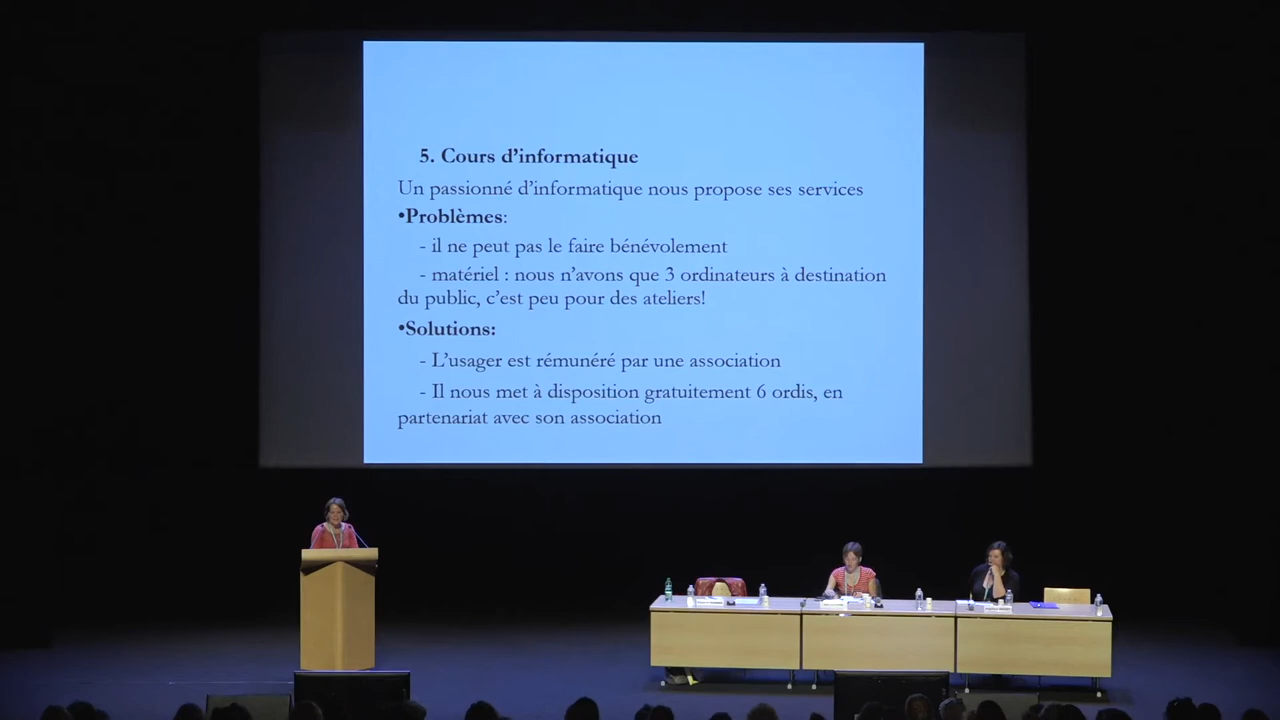 5. Cours d’informatique
Un passionné d’informatique nous propose ses services
•Problèmes:
- il ne peut pas le faire bénévolement
- matériel : nous n’avons que 3 ordinateurs à destination
du public, c’est peu pour des ateliers!
•Solutions:
- L’usager est rémunéré par une association
- Il nous met à disposition gratuitement 6 ordis, en
partenariat avec son association